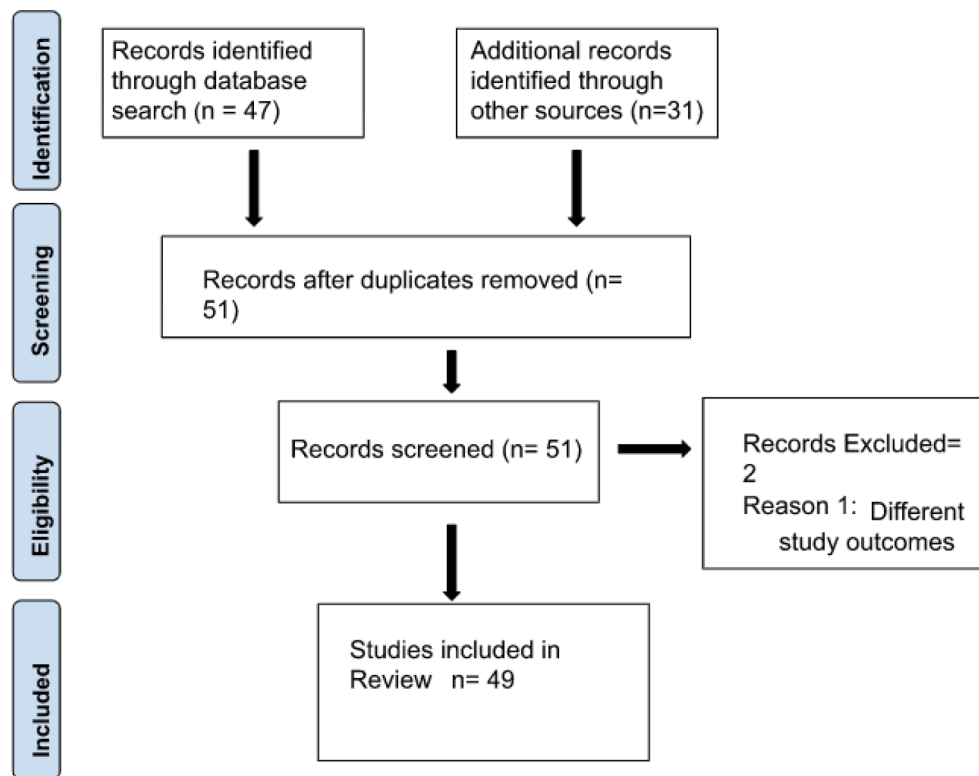 Identification
Records identified
through database
search (n = 47)
Additional records
identified through
other sources (n=31)
Screening
Records after duplicates removed (n=
51)
Eligibility
Records screened (n= 51)
Records Excluded=
2
Reason 1: Different
study outcomes
Included
Studies included in
Review n= 49